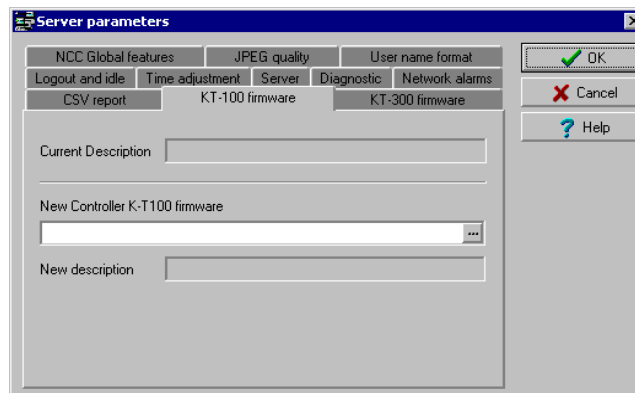 Server parameters
NCC Global features JPEG quality User name format
Logout and idle Time adjustment Server Diagnostic Network alarms
CSV report KT-100 firmware KT-300 firmware
OK
Cancel
Help
Current Description
New Controller K-T100 firmware
...
New description